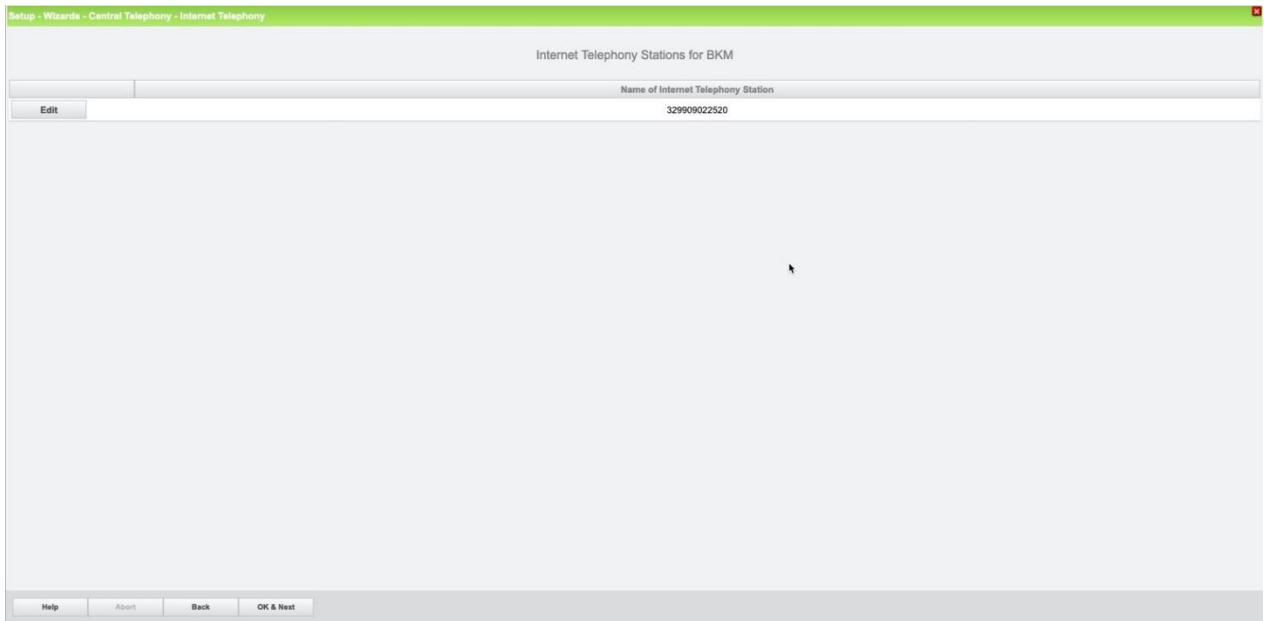 Setup - Wizards - Central Telephony - Internet Telephony
Internet Telephony Stations for BKM
Name of Internet Telephony Station
Edit 329909022520
Help Abort Back OK & Next